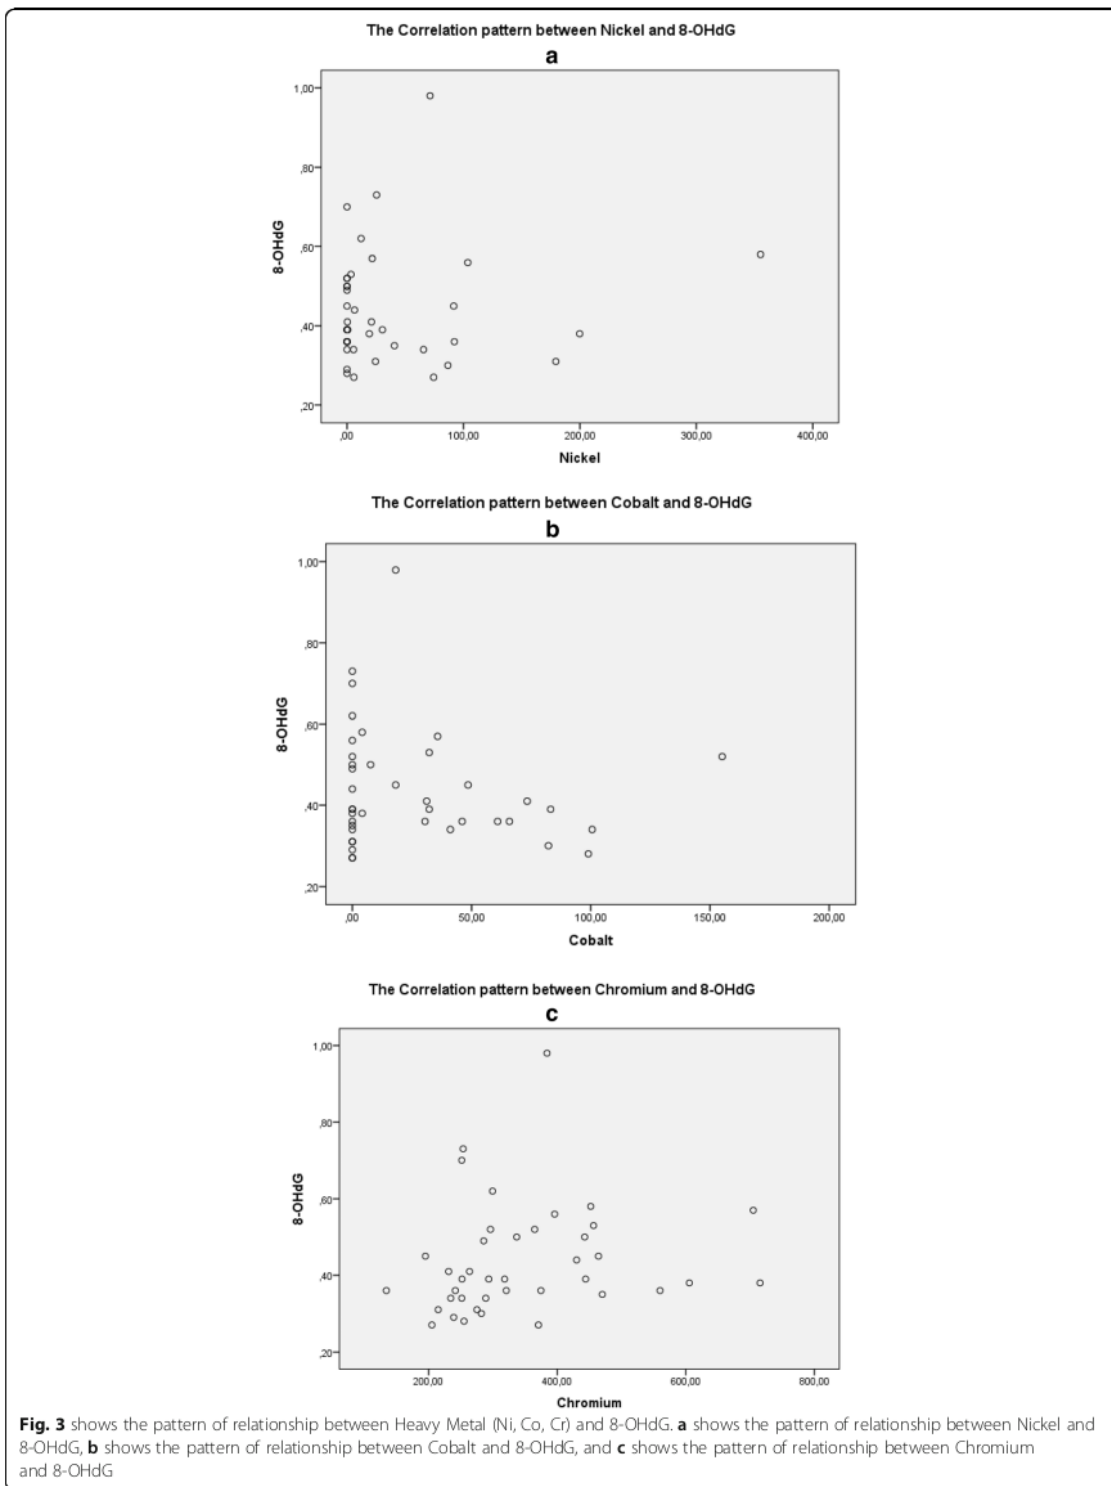 The Correlation pattern between Nickel and 8-OHdG
a
1,00
,80
,60
,40
,20
8-OHdG
,00 100,00 200,00 300,00 400,00
Nickel
The Correlation pattern between Cobalt and 8-OHdG
b
1,00
,80
,60
,40
,20
8-OHdG
,00 50,00 100,00 150,00 200,00
Cobalt
The Correlation pattern between Chromium and 8-OHdG
c
1,00
,80
,60
,40
,20
8-OHdG
200,00 400,00 600,00 800,00
Chromium
Fig. 3 shows the pattern of relationship between Heavy Metal (Ni, Co, Cr) and 8-OHdG. a shows the pattern of relationship between Nickel and
8-OHdG, b shows the pattern of relationship between Cobalt and 8-OHdG, and c shows the pattern of relationship between Chromium
and 8-OHdG